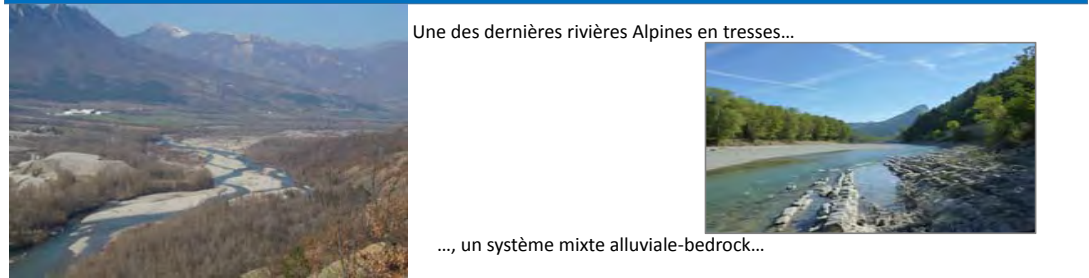 Une des dernières rivières Alpines en tresses…
…, un système mixte alluviale-bedrock…